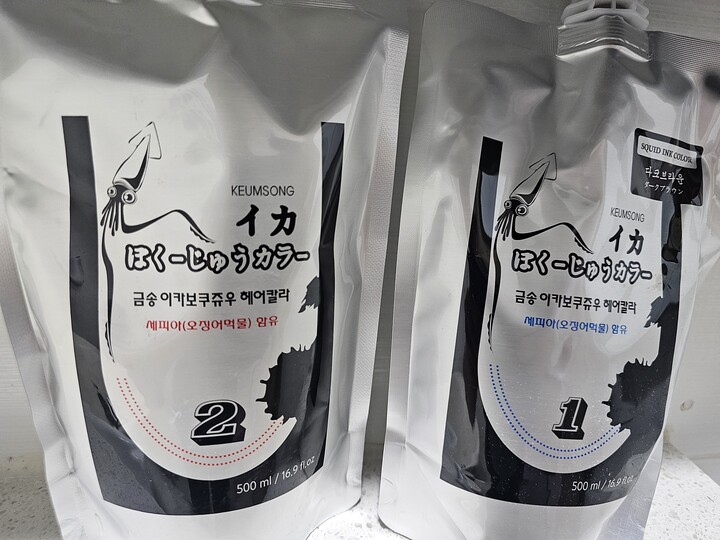 KEUMSONG
イカ
ほくーじゅうカラー
금송 이카보쿠쥬우 헤어칼라
세피아(오징어먹물) 함유
2
500 ml / 16.9 fl.oz
SQUID INK COLOR
다크브라운
ダークブラウン
KEUMSONG
イカ
ほくーじゅうカラー
금송 이카보쿠쥬우 헤어칼라
세피아(오징어먹물) 함유
1
500 ml / 16.9 fl.oz